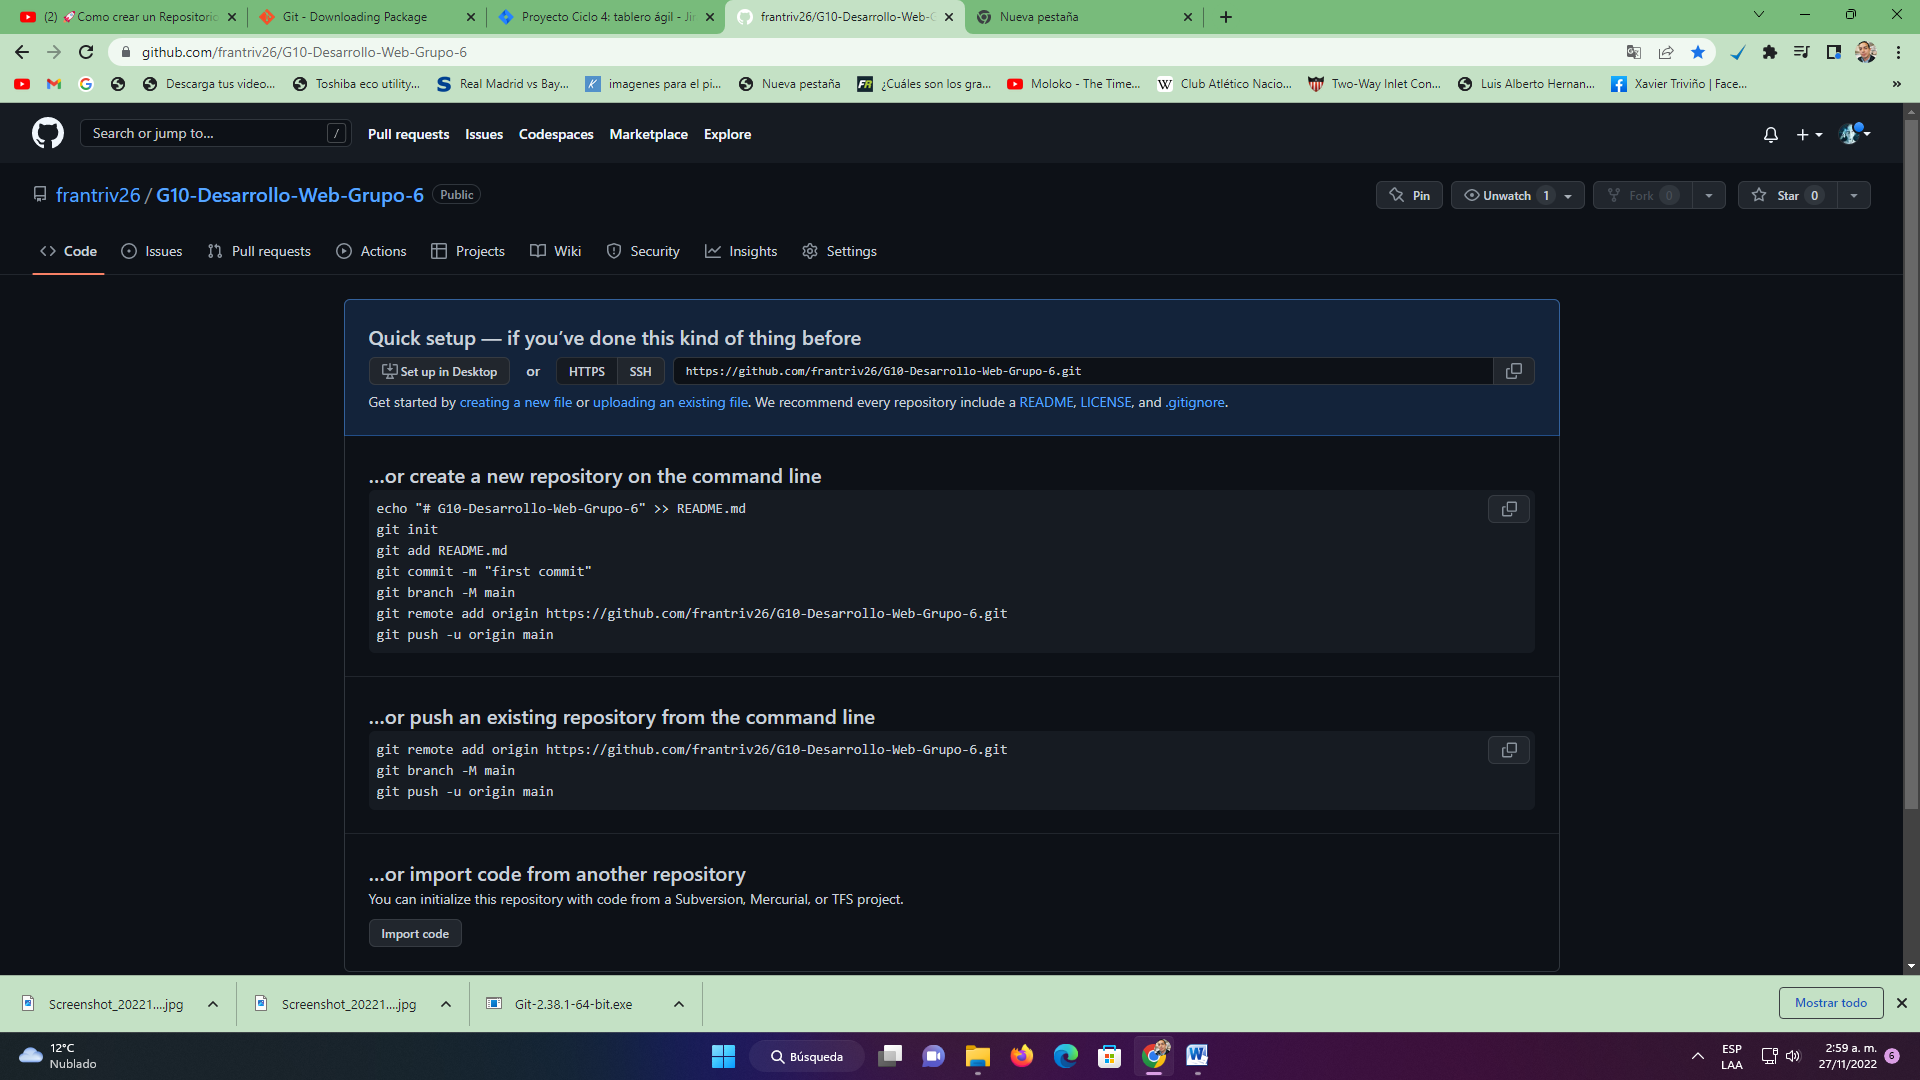 (2) 🚀Como crear un Repositorio
Git - Downloading Package
Proyecto Ciclo 4: tablero ágil - Jir
frantriv26/G10-Desarrollo-Web-G
Nueva pestaña
github.com/frantriv26/G10-Desarrollo-Web-Grupo-6
Descarga tus video...
Toshiba eco utility...
Real Madrid vs Bay...
imagenes para el pi...
Nueva pestaña
¿Cuáles son los gra...
Moloko - The Time...
Club Atlético Nacio...
Two-Way Inlet Con...
Luis Alberto Hernan...
Xavier Triviño | Face...
»
Search or jump to...
/
Pull requests
Issues
Codespaces
Marketplace
Explore
frantriv26 / G10-Desarrollo-Web-Grupo-6
Public
Pin
Unwatch 1
Fork 0
Star 0
Code
Issues
Pull requests
Actions
Projects
Wiki
Security
Insights
Settings
Quick setup — if you’ve done this kind of thing before
Set up in Desktop
or
HTTPS
SSH
https://github.com/frantriv26/G10-Desarrollo-Web-Grupo-6.git
Get started by creating a new file or uploading an existing file. We recommend every repository include a README, LICENSE, and .gitignore.
…or create a new repository on the command line
echo "# G10-Desarrollo-Web-Grupo-6" >> README.md
git init
git add README.md
git commit -m "first commit"
git branch -M main
git remote add origin https://github.com/frantriv26/G10-Desarrollo-Web-Grupo-6.git
git push -u origin main
…or push an existing repository from the command line
git remote add origin https://github.com/frantriv26/G10-Desarrollo-Web-Grupo-6.git
git branch -M main
git push -u origin main
…or import code from another repository
You can initialize this repository with code from a Subversion, Mercurial, or TFS project.
Import code
Screenshot_20221....jpg
Screenshot_20221....jpg
Git-2.38.1-64-bit.exe
Mostrar todo
12°C
Nublado
Búsqueda
ESP
LAA
2:59 a. m.
27/11/2022
6